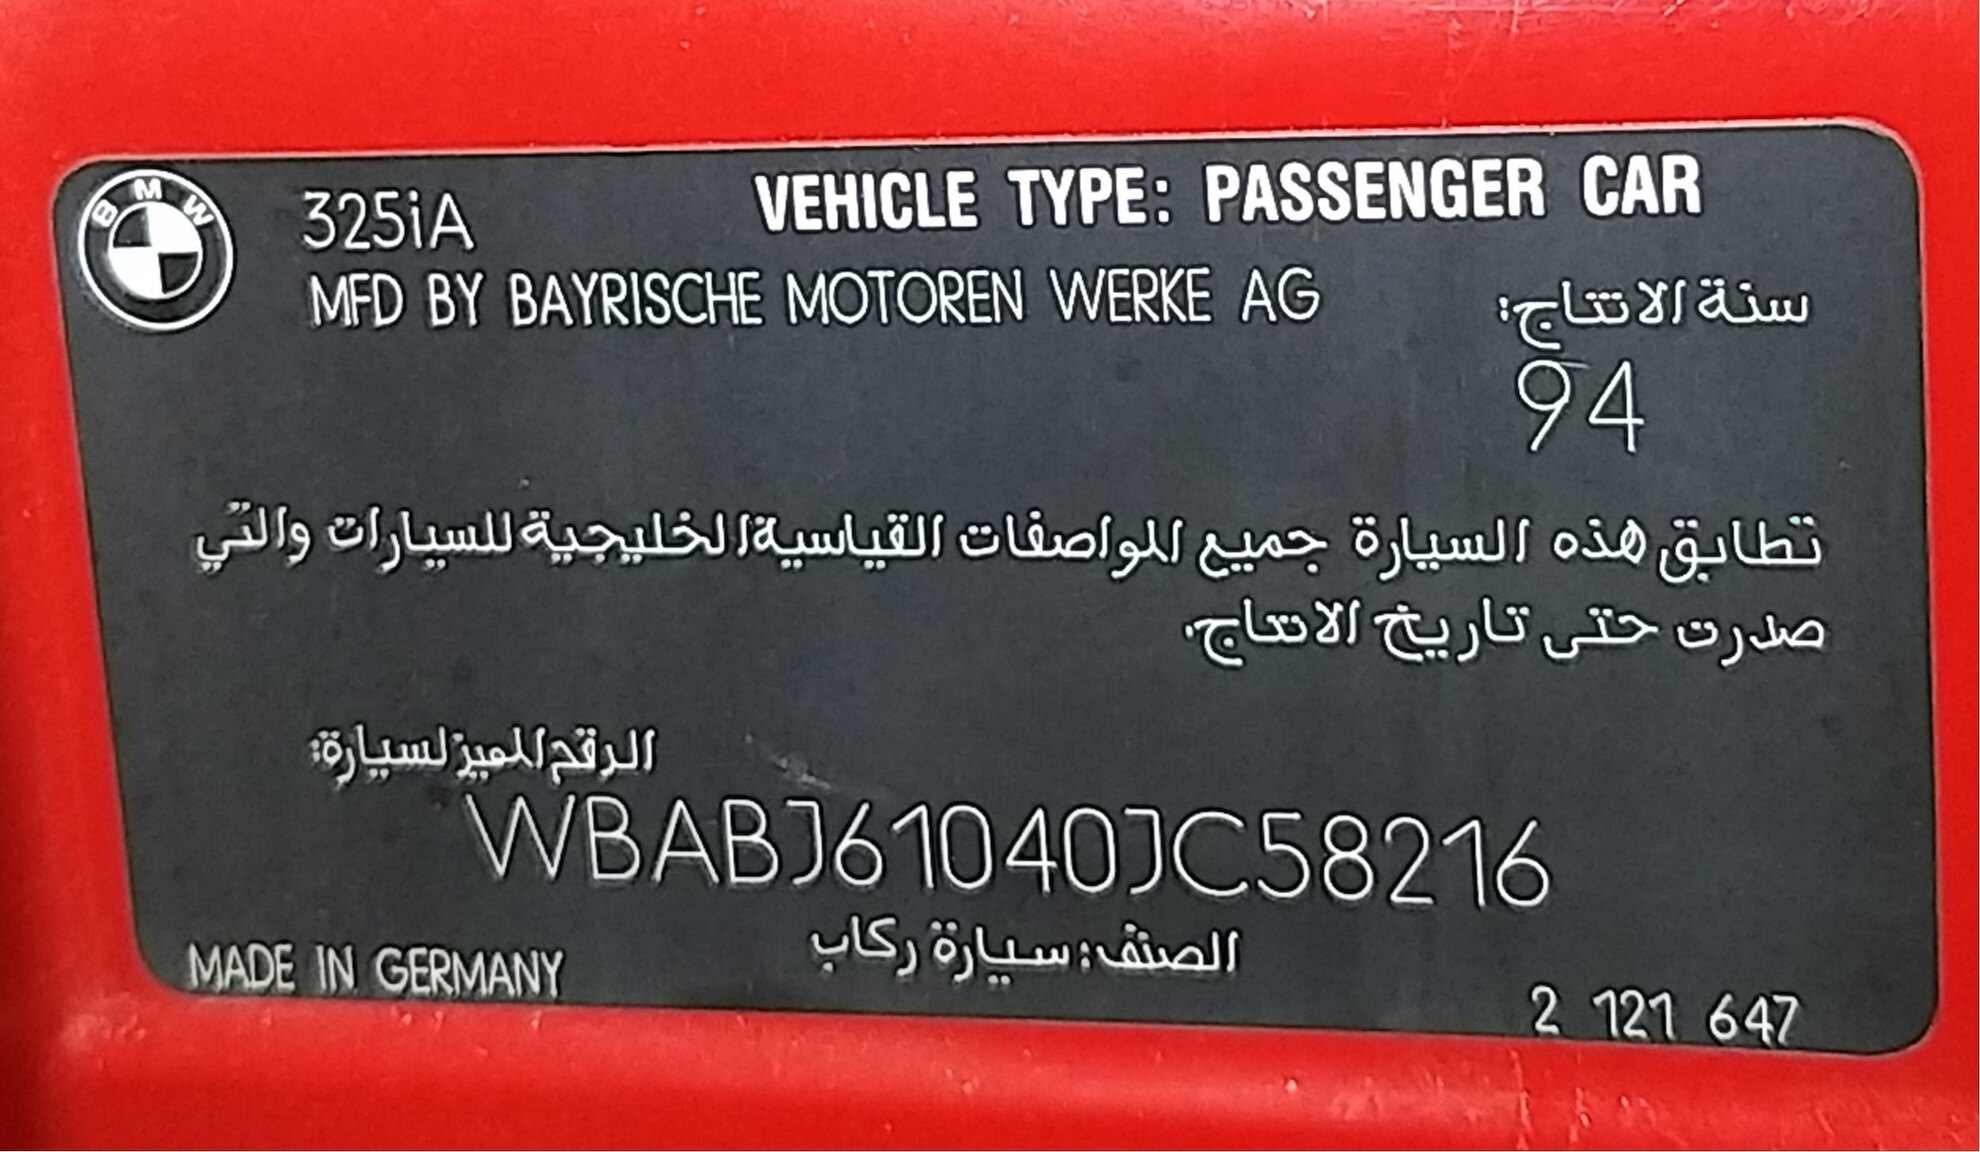 BMW
325iA
VEHICLE TYPE: PASSENGER CAR
MFD BY BAYRISCHE MOTOREN WERKE AG
سنة الانتاج:
94
تطابق هذه السيارة جميع المواصفات القياسية الخليجية للسيارات والتي
صدرت حتى تاريخ الانتاج.
الرقم المميز لسيارة:
WBABJ61040JC58216
الصنف: سيارة ركاب
MADE IN GERMANY
2 121 647